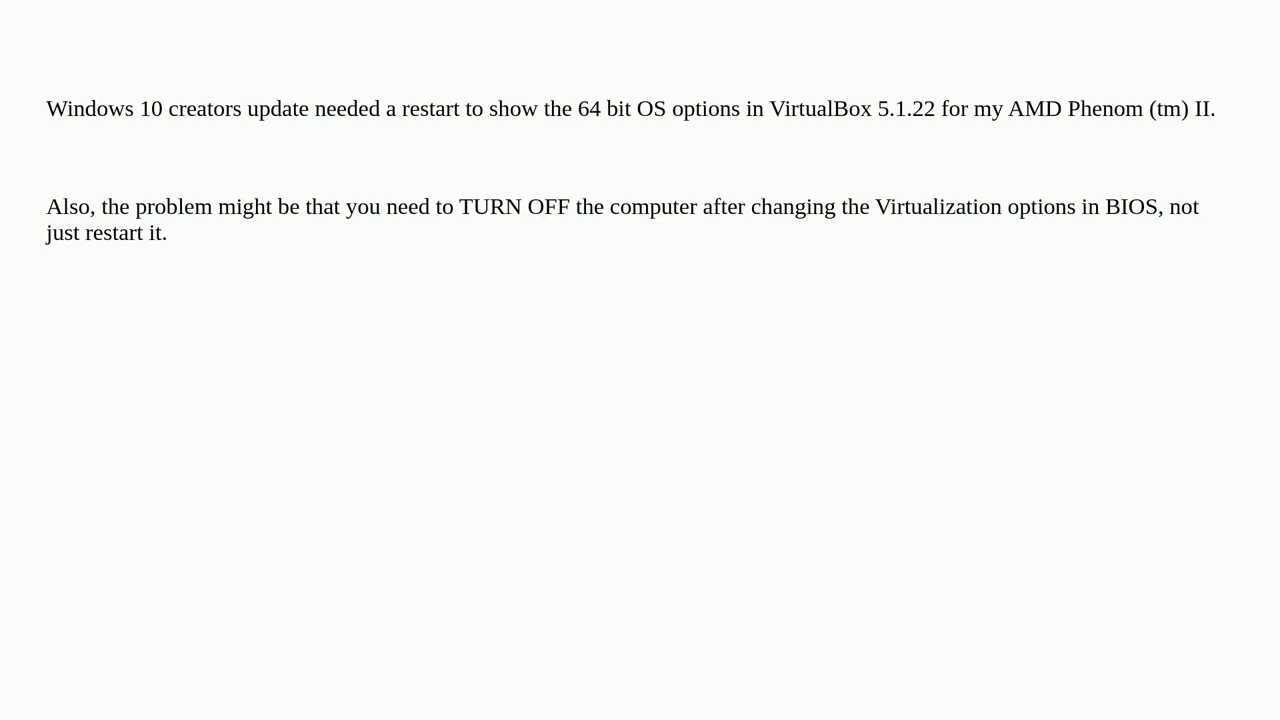 Windows 10 creators update needed a restart to show the 64 bit OS options in VirtualBox 5.1.22 for my AMD Phenom (tm) II.
Also, the problem might be that you need to TURN OFF the computer after changing the Virtualization options in BIOS, not
just restart it.